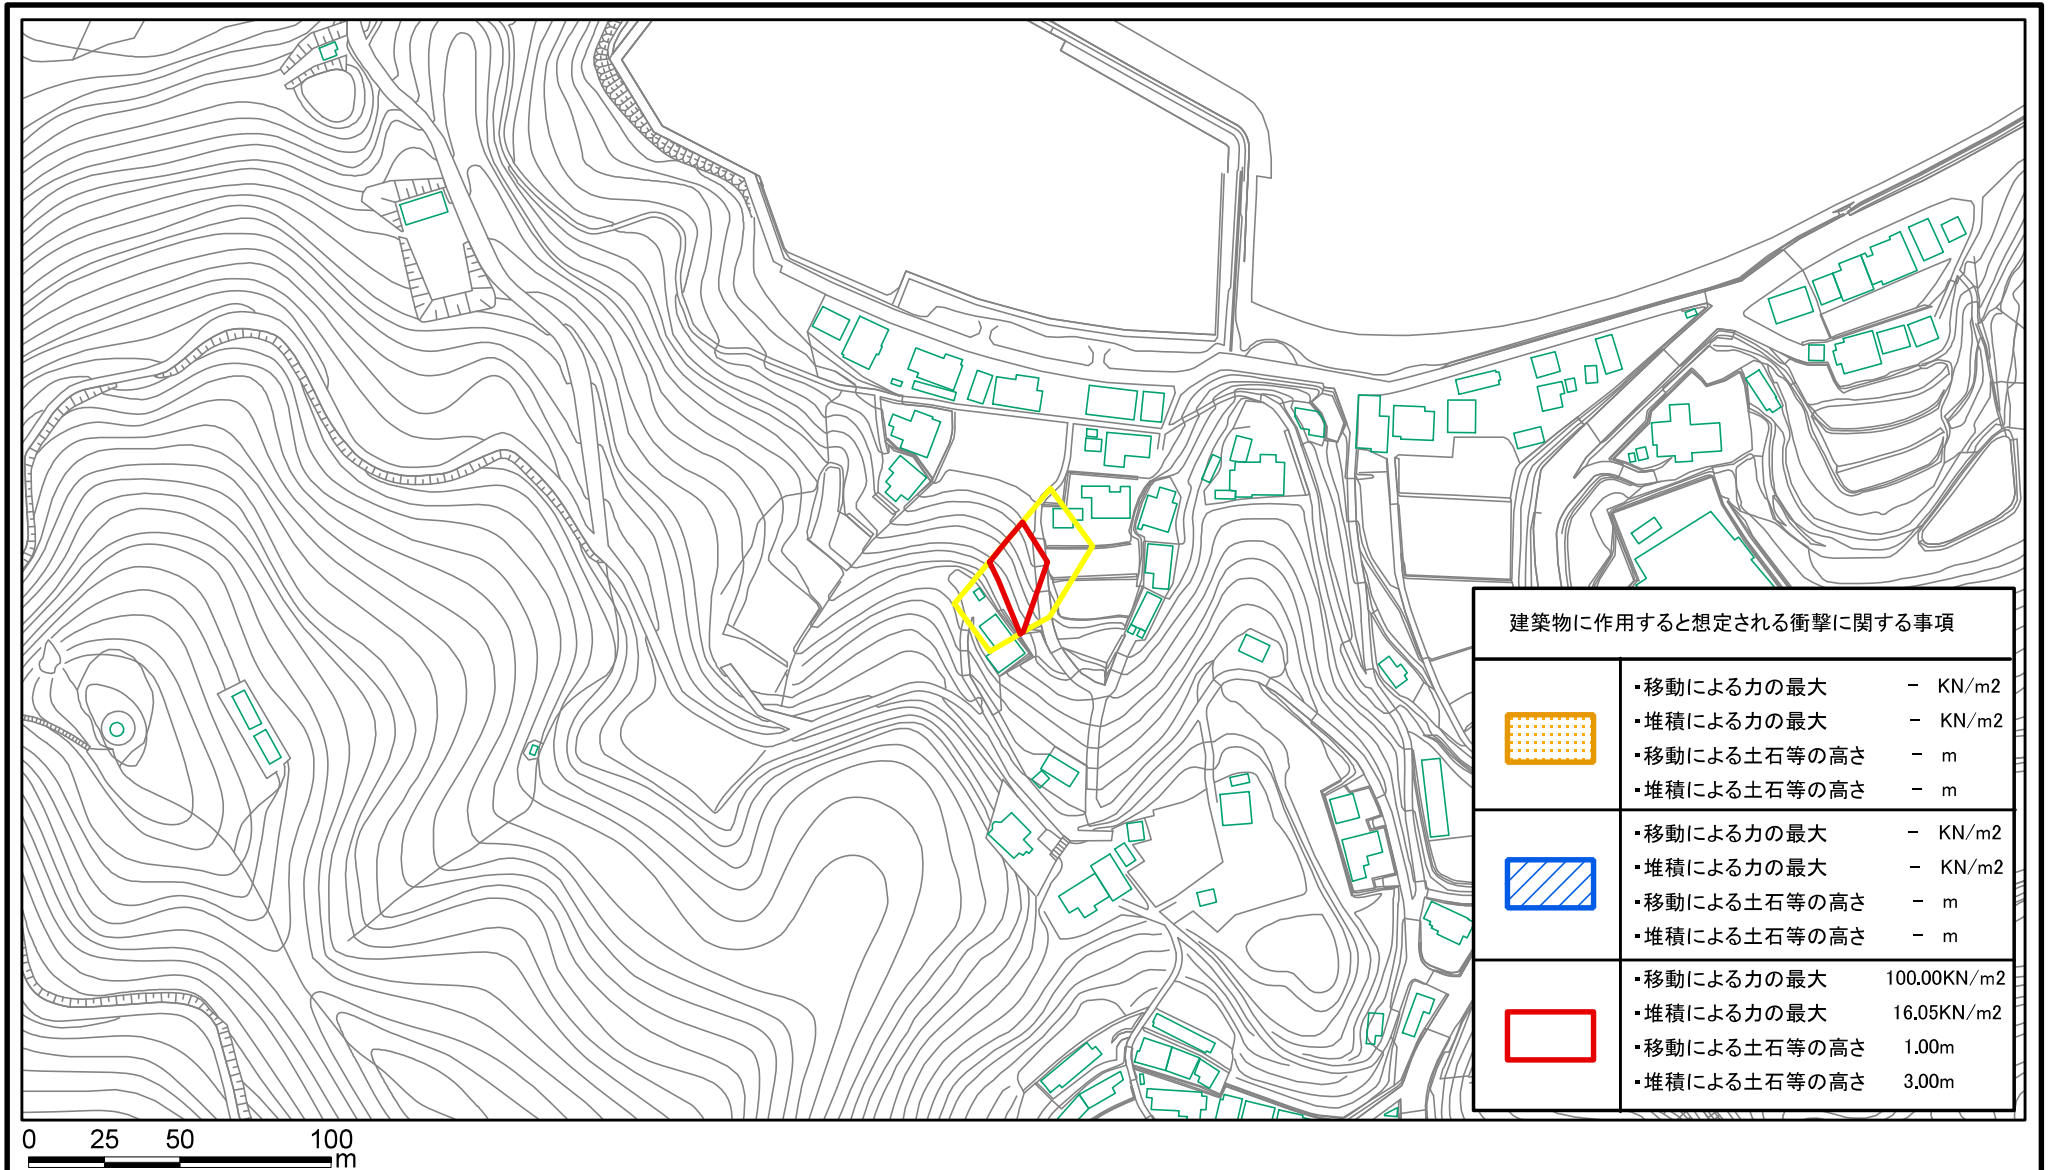 建築物に作用すると想定される衝撃に関する事項
・移動による力の最大 － KN/m2
・堆積による力の最大 － KN/m2
・移動による土石等の高さ － m
・堆積による土石等の高さ － m
・移動による力の最大 － KN/m2
・堆積による力の最大 － KN/m2
・移動による土石等の高さ － m
・堆積による土石等の高さ － m
・移動による力の最大 100.00KN/m2
・堆積による力の最大 16.05KN/m2
・移動による土石等の高さ 1.00m
・堆積による土石等の高さ 3.00m
0 25 50 100
m